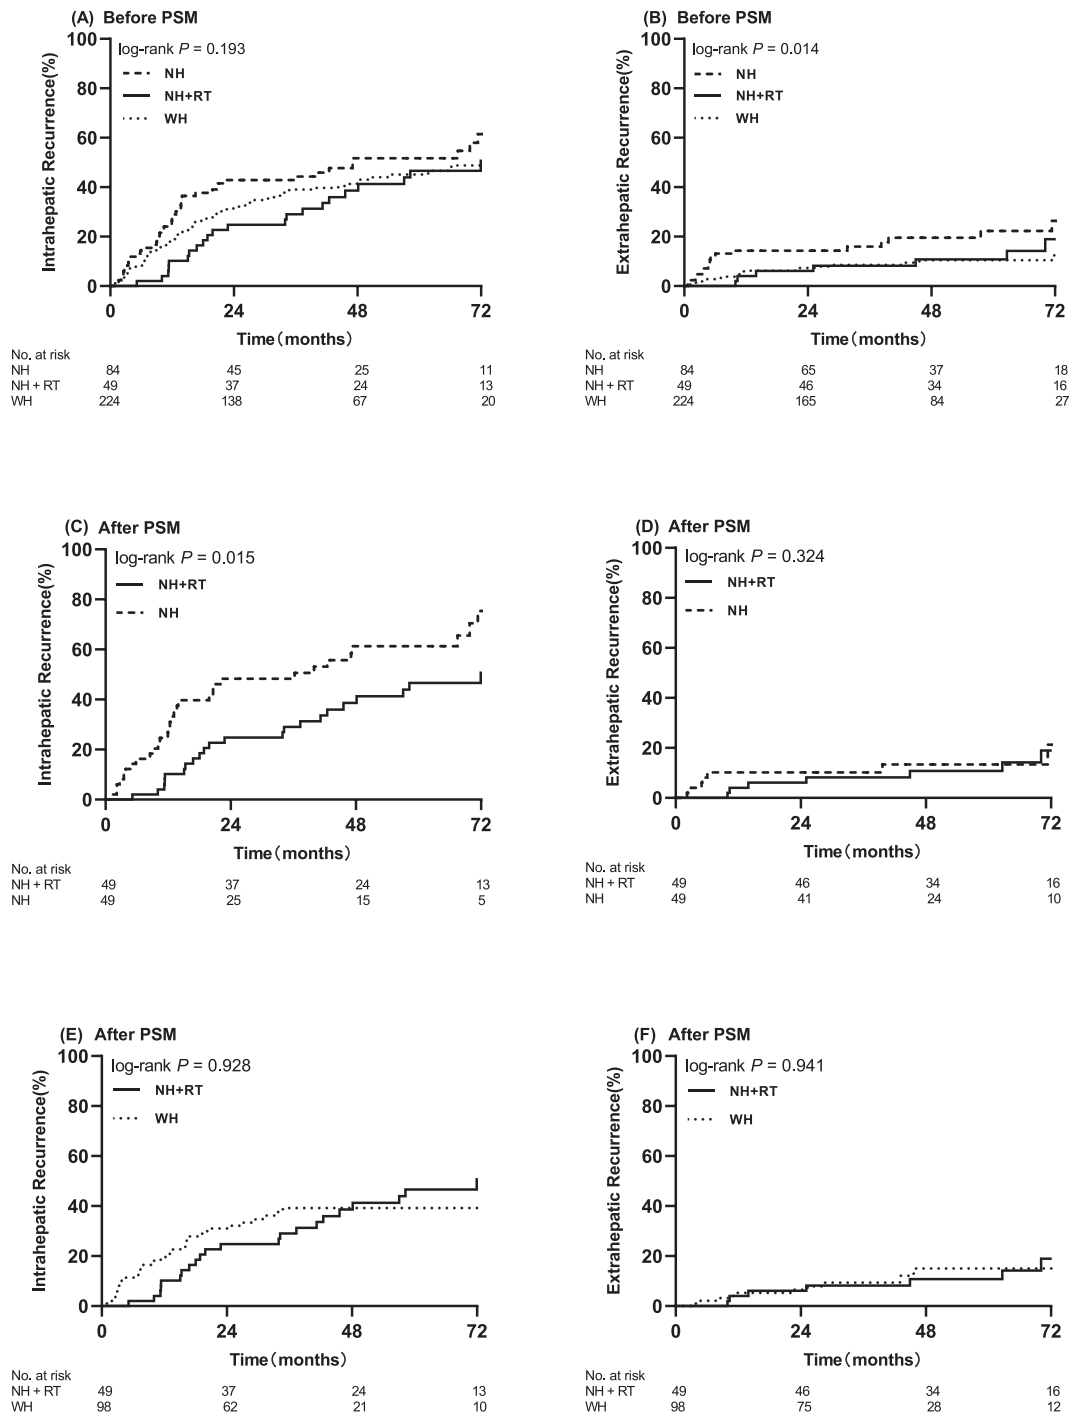 (A) Before PSM
Intrahepatic Recurrence(%)
100
80
60
40
20
0
log-rank P = 0.193
NH
NH+RT
WH
0 24 48 72
Time(months)
No. at risk
NH 84 45 25 11
NH + RT 49 37 24 13
WH 224 138 67 20
(B) Before PSM
Extrahepatic Recurrence(%)
100
80
60
40
20
0
log-rank P = 0.014
NH
NH+RT
WH
0 24 48 72
Time(months)
No. at risk
NH 84 65 37 18
NH + RT 49 46 34 16
WH 224 165 84 27
(C) After PSM
Intrahepatic Recurrence(%)
100
80
60
40
20
0
log-rank P = 0.015
NH+RT
NH
0 24 48 72
Time(months)
No. at risk
NH + RT 49 37 24 13
NH 49 25 15 5
(D) After PSM
Extrahepatic Recurrence(%)
100
80
60
40
20
0
log-rank P = 0.324
NH+RT
NH
0 24 48 72
Time(months)
No. at risk
NH + RT 49 46 34 16
NH 49 41 24 10
(E) After PSM
Intrahepatic Recurrence(%)
100
80
60
40
20
0
log-rank P = 0.928
NH+RT
WH
0 24 48 72
Time(months)
No. at risk
NH + RT 49 37 24 13
WH 98 62 21 10
(F) After PSM
Extrahepatic Recurrence(%)
100
80
60
40
20
0
log-rank P = 0.941
NH+RT
WH
0 24 48 72
Time(months)
No. at risk
NH + RT 49 46 34 16
WH 98 75 28 12